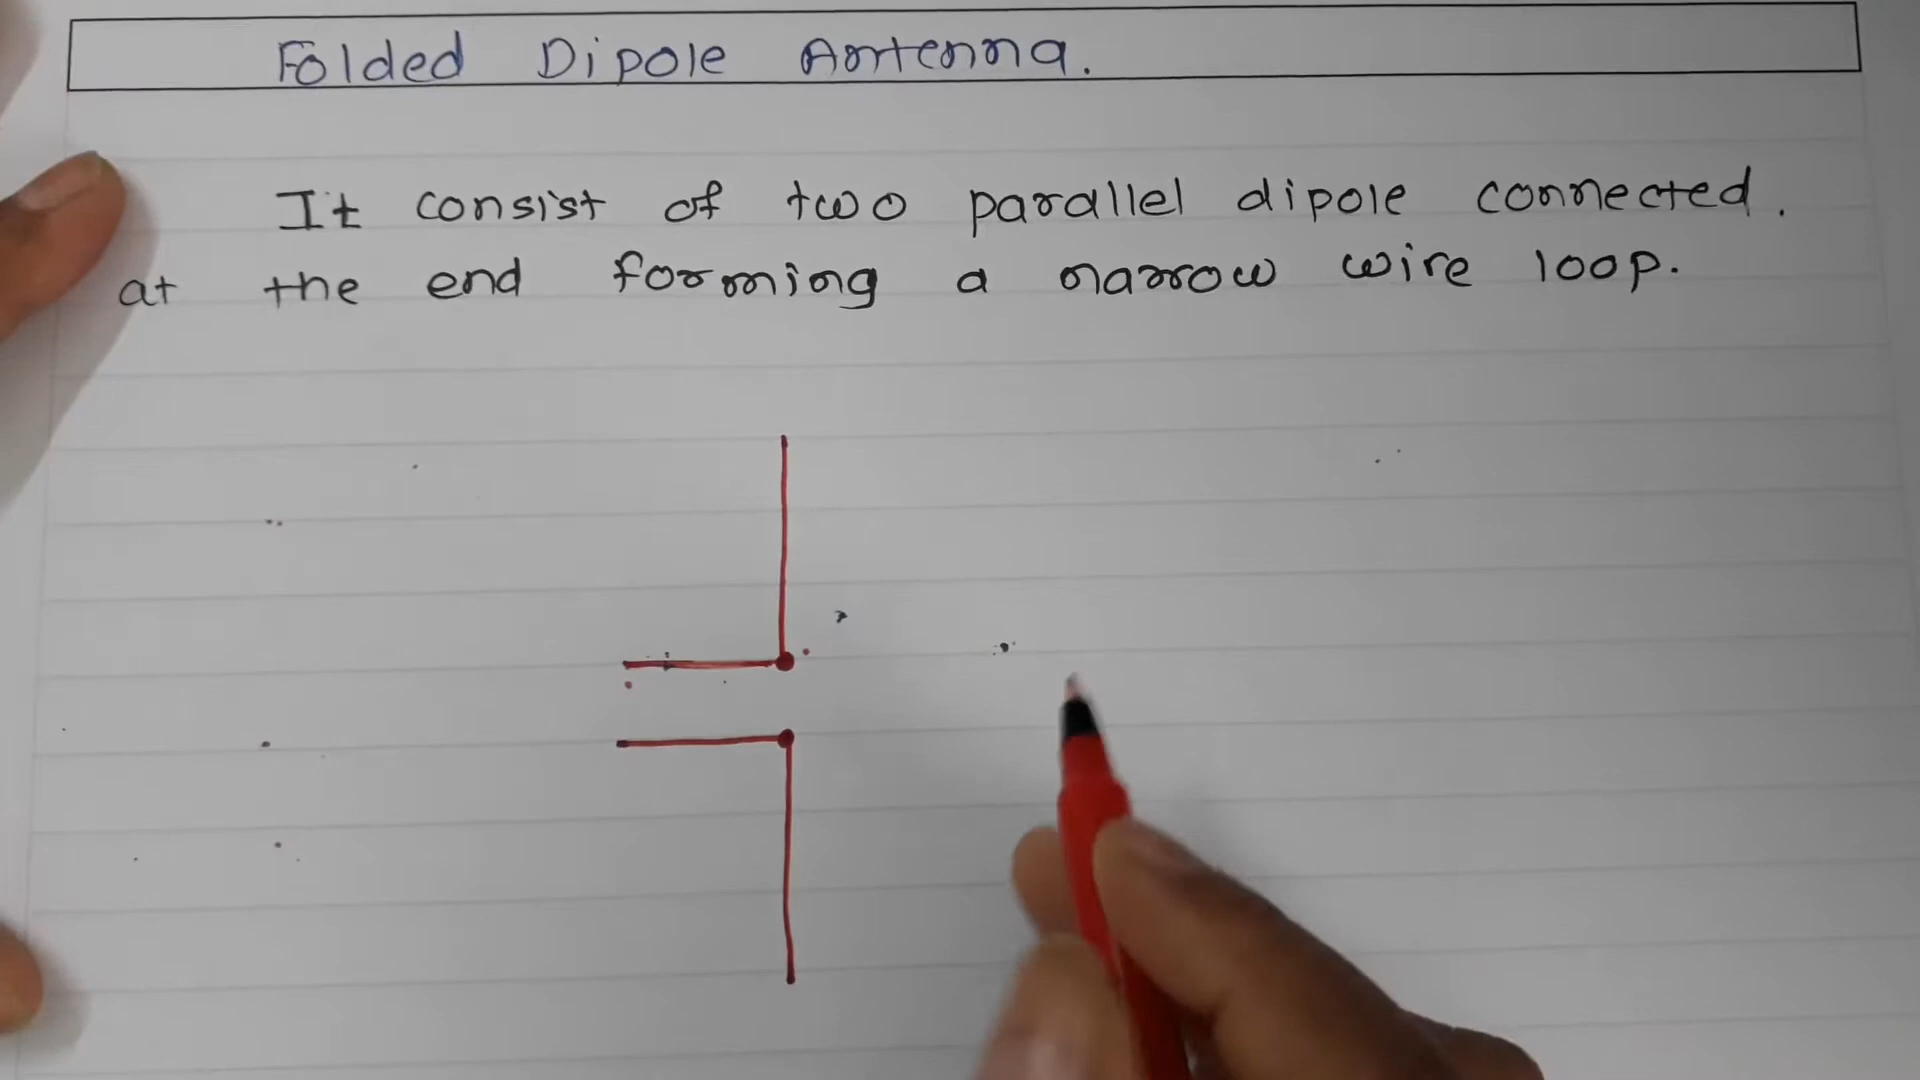 Folded Dipole Antenna.
It consist of two parallel dipole connected.
at the end forming a narrow wire loop.